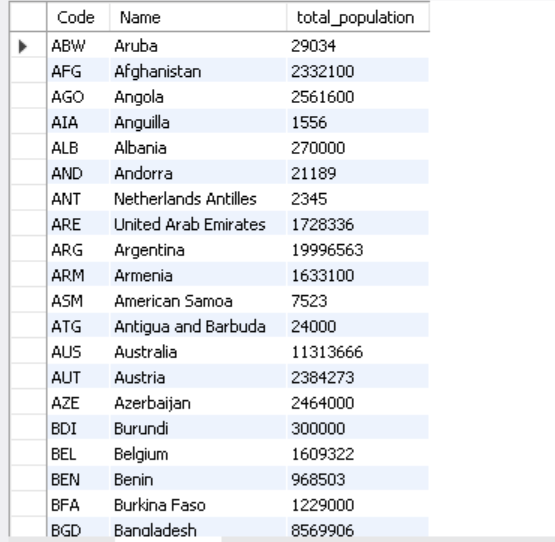 Code Name total_population
ABW Aruba 29034
AFG Afghanistan 2332100
AGO Angola 2561600
AIA Anguilla 1556
ALB Albania 270000
AND Andorra 21189
ANT Netherlands Antilles 2345
ARE United Arab Emirates 1728336
ARG Argentina 19996563
ARM Armenia 1633100
ASM American Samoa 7523
ATG Antigua and Barbuda 24000
AUS Australia 11313666
AUT Austria 2384273
AZE Azerbaijan 2464000
BDI Burundi 300000
BEL Belgium 1609322
BEN Benin 968503
BFA Burkina Faso 1229000
BGD Bangladesh 8569906